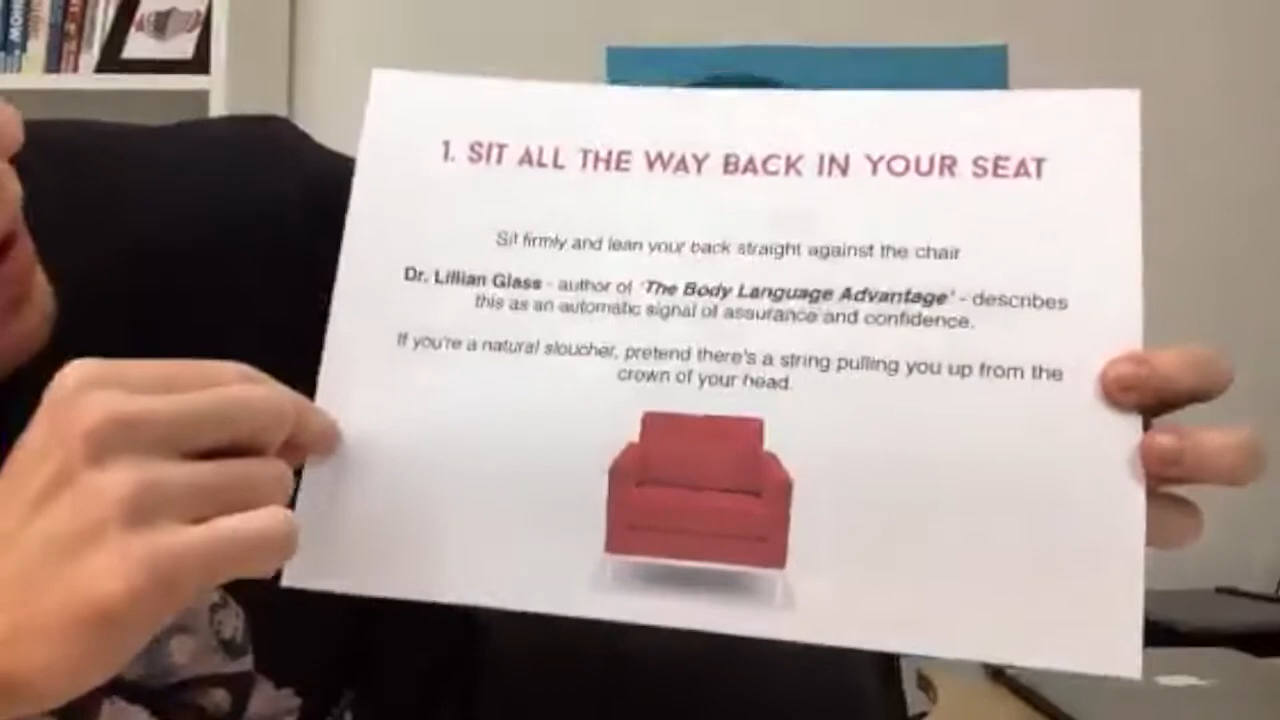 1. SIT ALL THE WAY BACK IN YOUR SEAT
Sit firmly and lean your back straight against the chair
Dr. Lillian Glass - author of 'The Body Language Advantage' - describes
this as an automatic signal of assurance and confidence.
If you're a natural sloucher, pretend there's a string pulling you up from the
crown of your head.